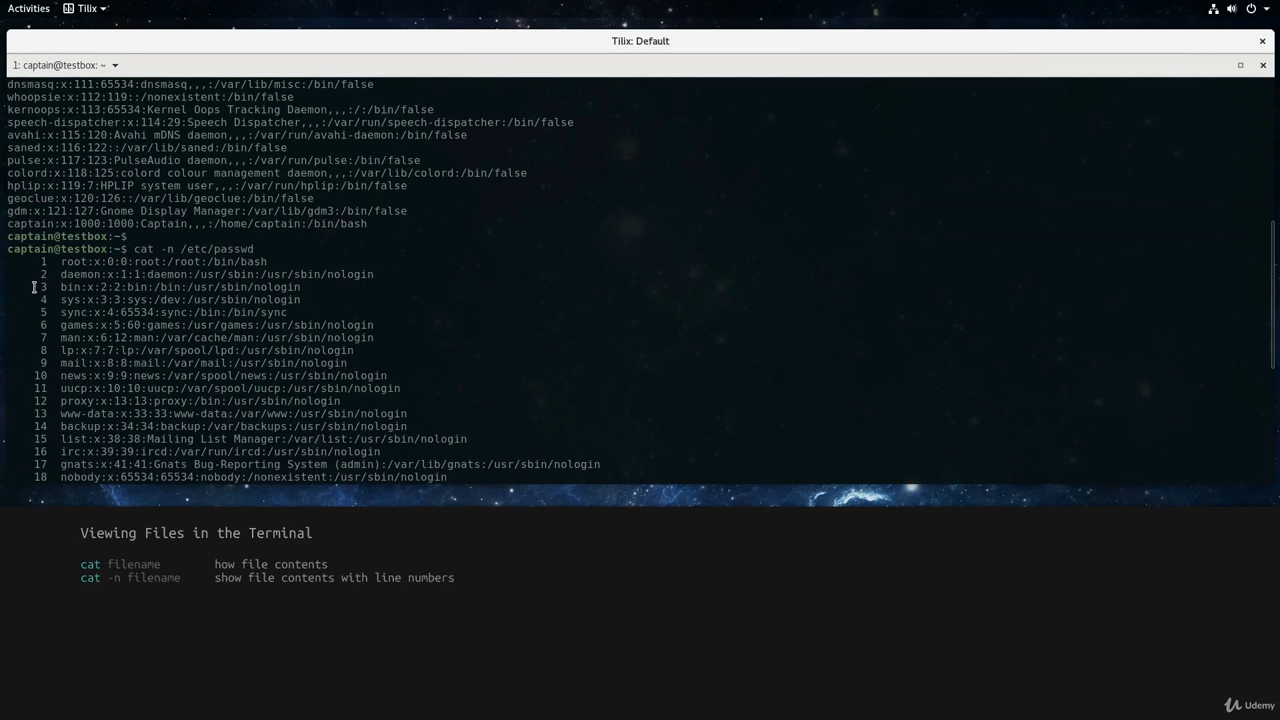 Activities Tilix
Tilix: Default
1: captain@testbox: ~
dnsmasq:x:111:65534:dnsmasq,,,:/var/lib/misc:/bin/false
whoopsie:x:112:119::/nonexistent:/bin/false
kernoops:x:113:65534:Kernel Oops Tracking Daemon,,,:/:/bin/false
speech-dispatcher:x:114:29:Speech Dispatcher,,,:/var/run/speech-dispatcher:/bin/false
avahi:x:115:120:Avahi mDNS daemon,,,:/var/run/avahi-daemon:/bin/false
saned:x:116:122::/var/lib/saned:/bin/false
pulse:x:117:123:PulseAudio daemon,,,:/var/run/pulse:/bin/false
colord:x:118:125:colord colour management daemon,,,:/var/lib/colord:/bin/false
hplip:x:119:7:HPLIP system user,,,:/var/run/hplip:/bin/false
geoclue:x:120:126::/var/lib/geoclue:/bin/false
gdm:x:121:127:Gnome Display Manager:/var/lib/gdm3:/bin/false
captain:x:1000:1000:Captain,,,:/home/captain:/bin/bash
captain@testbox:~$
captain@testbox:~$ cat -n /etc/passwd
1 root:x:0:0:root:/root:/bin/bash
2 daemon:x:1:1:daemon:/usr/sbin:/usr/sbin/nologin
3 bin:x:2:2:bin:/bin:/usr/sbin/nologin
4 sys:x:3:3:sys:/dev:/usr/sbin/nologin
5 sync:x:4:65534:sync:/bin:/bin/sync
6 games:x:5:60:games:/usr/games:/usr/sbin/nologin
7 man:x:6:12:man:/var/cache/man:/usr/sbin/nologin
8 lp:x:7:7:lp:/var/spool/lpd:/usr/sbin/nologin
9 mail:x:8:8:mail:/var/mail:/usr/sbin/nologin
10 news:x:9:9:news:/var/spool/news:/usr/sbin/nologin
11 uucp:x:10:10:uucp:/var/spool/uucp:/usr/sbin/nologin
12 proxy:x:13:13:proxy:/bin:/usr/sbin/nologin
13 www-data:x:33:33:www-data:/var/www:/usr/sbin/nologin
14 backup:x:34:34:backup:/var/backups:/usr/sbin/nologin
15 list:x:38:38:Mailing List Manager:/var/list:/usr/sbin/nologin
16 irc:x:39:39:ircd:/var/run/ircd:/usr/sbin/nologin
17 gnats:x:41:41:Gnats Bug-Reporting System (admin):/var/lib/gnats:/usr/sbin/nologin
18 nobody:x:65534:65534:nobody:/nonexistent:/usr/sbin/nologin
Viewing Files in the Terminal
cat filename how file contents
cat -n filename show file contents with line numbers
Udemy